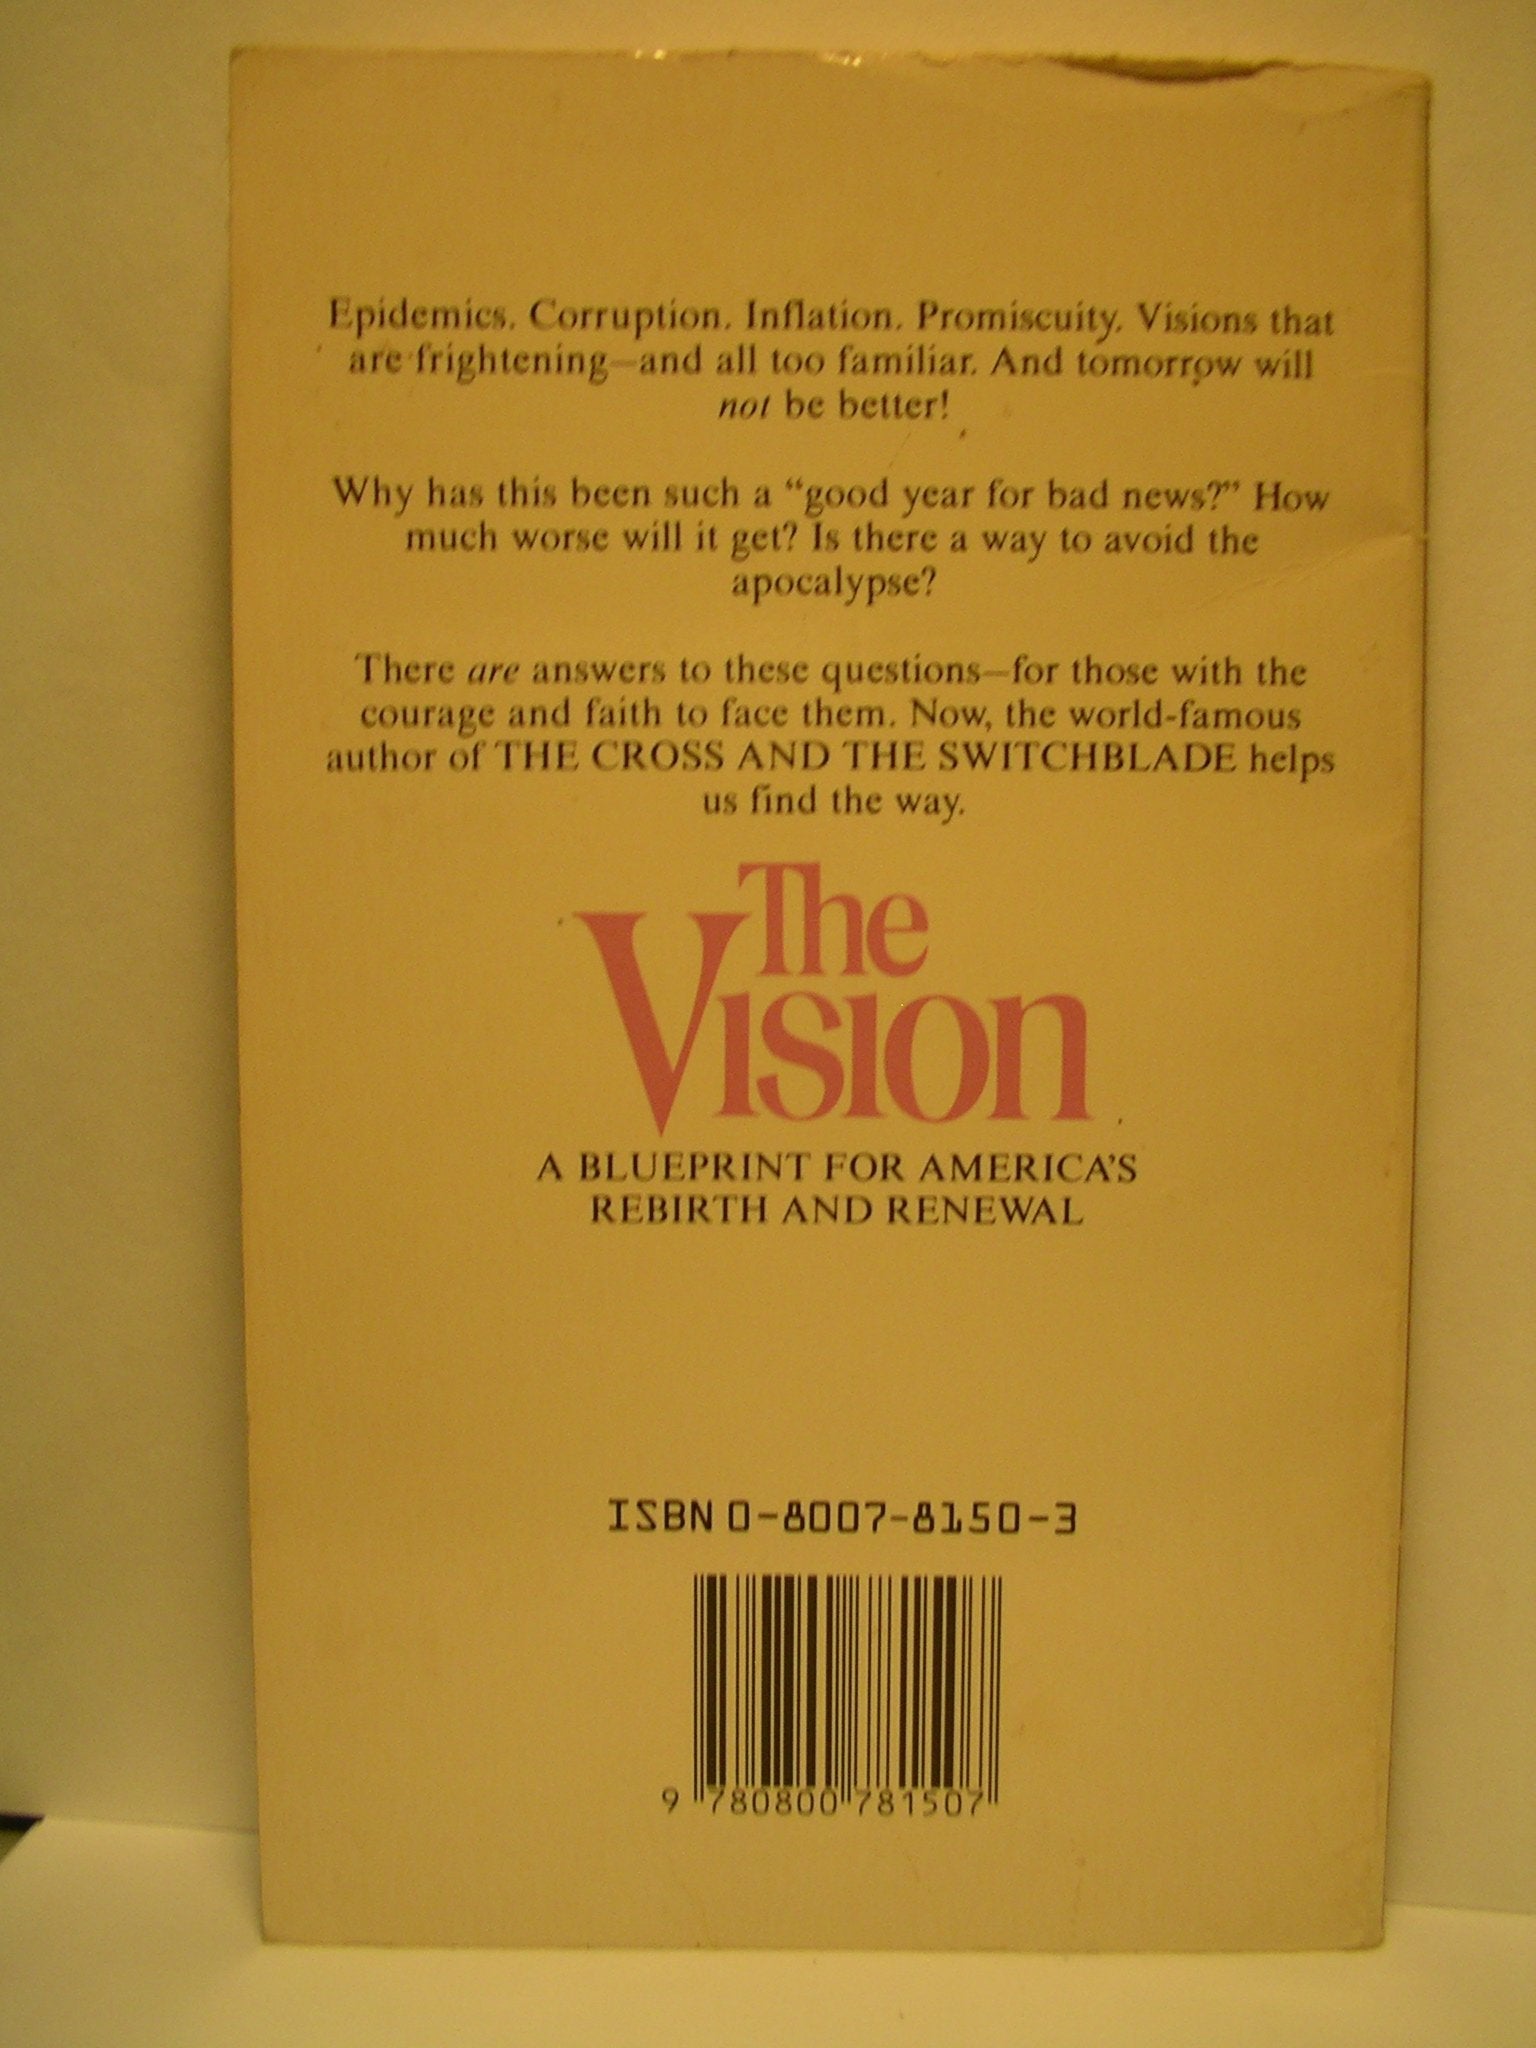 Epidemics. Corruption. Inflation. Promiscuity. Visions that
are frightening—and all too familiar. And tomorrow will
not be better!
Why has this been such a “good year for bad news?” How
much worse will it get? Is there a way to avoid the
apocalypse?
There are answers to these questions—for those with the
courage and faith to face them. Now, the world-famous
author of THE CROSS AND THE SWITCHBLADE helps
us find the way.
The
Vision
A BLUEPRINT FOR AMERICA’S
REBIRTH AND RENEWAL
ISBN 0-8007-8150-3
9 780800 781507